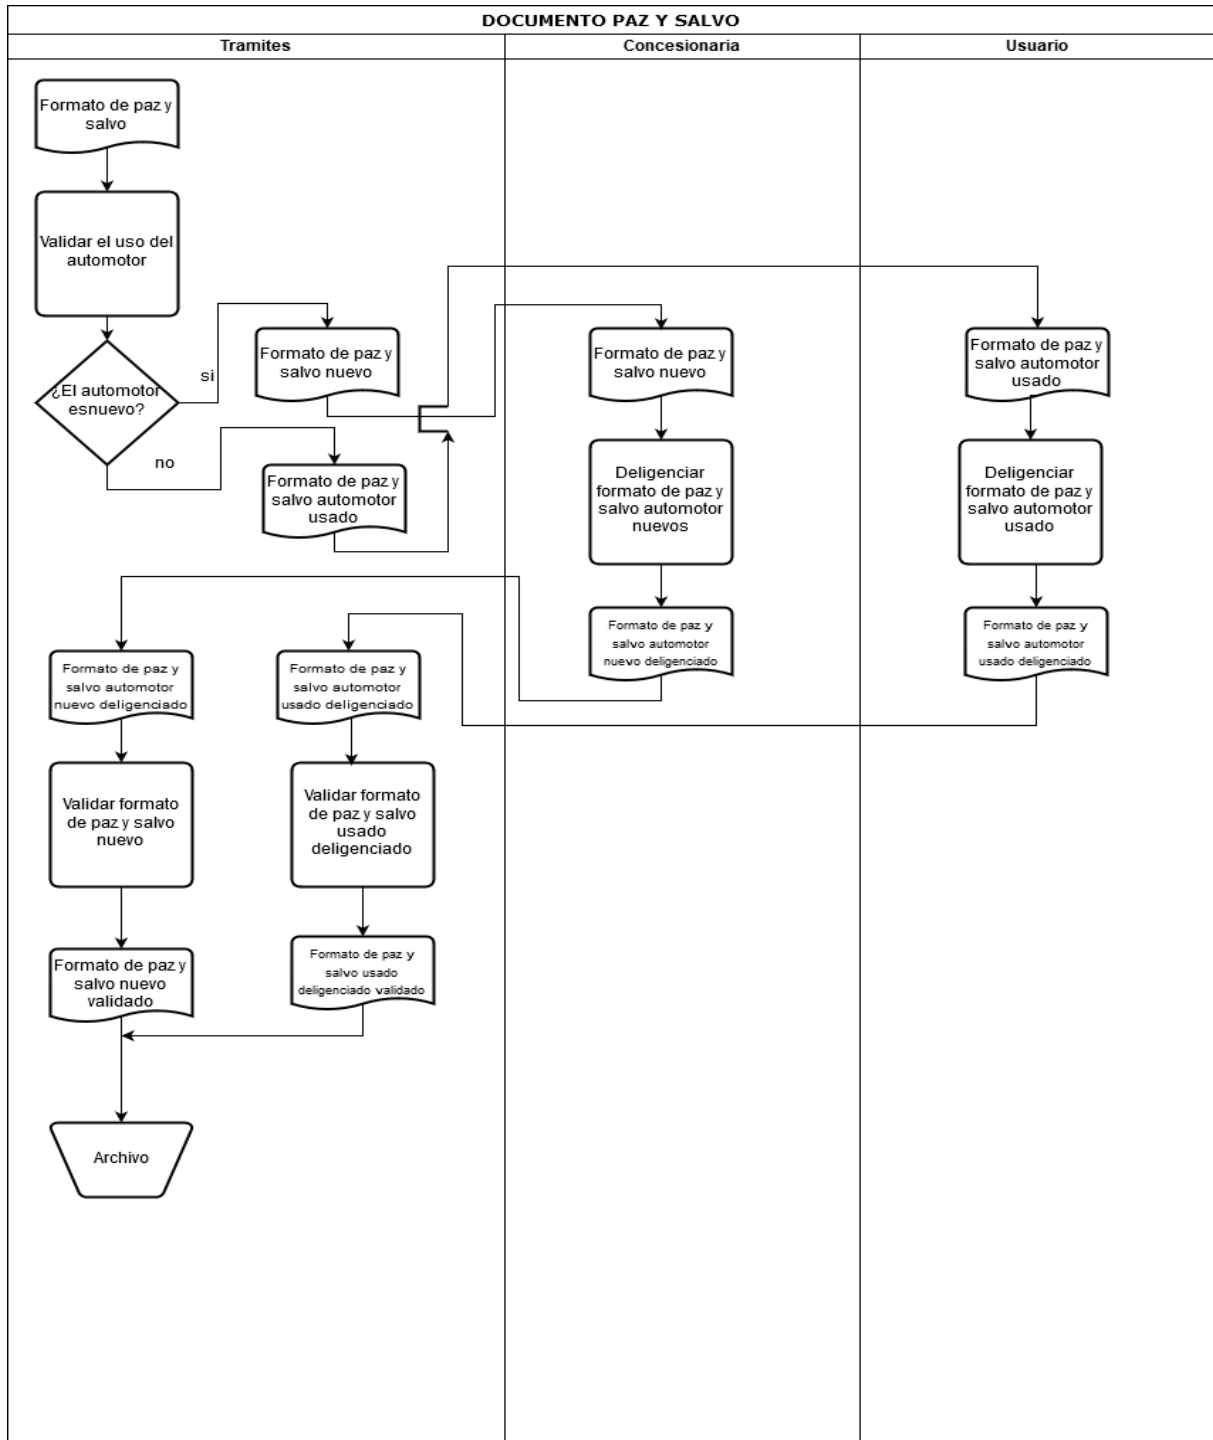 DOCUMENTO PAZ Y SALVO
Tramites
Concesionaria
Usuario
Formato de paz y
salvo
Validar el uso del
automotor
¿El automotor
esnuevo?
si
no
Formato de paz y
salvo nuevo
Formato de paz y
salvo automotor
usado
Formato de paz y
salvo nuevo
Deligenciar
formato de paz y
salvo automotor
nuevos
Formato de paz y
salvo automotor
nuevo deligenciado
Formato de paz y
salvo automotor
usado
Deligenciar
formato de paz y
salvo automotor
usado
Formato de paz y
salvo automotor
usado deligenciado
Formato de paz y
salvo automotor
nuevo deligenciado
Validar formato
de paz y salvo
nuevo
Formato de paz y
salvo nuevo
validado
Formato de paz y
salvo automotor
usado deligenciado
Validar formato
de paz y salvo
usado
deligenciado
Formato de paz y
salvo usado
deligenciado validado
Archivo